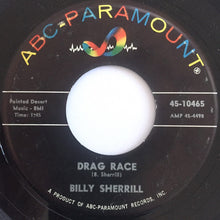 ABC-PARAMOUNT
Painted Desert
Music - BMI
Time: 1:45
45-10465
AMP 45-4498
DRAG RACE
(B. Sherrill)
BILLY SHERRILL
A PRODUCT OF ABC-PARAMOUNT RECORDS, INC.